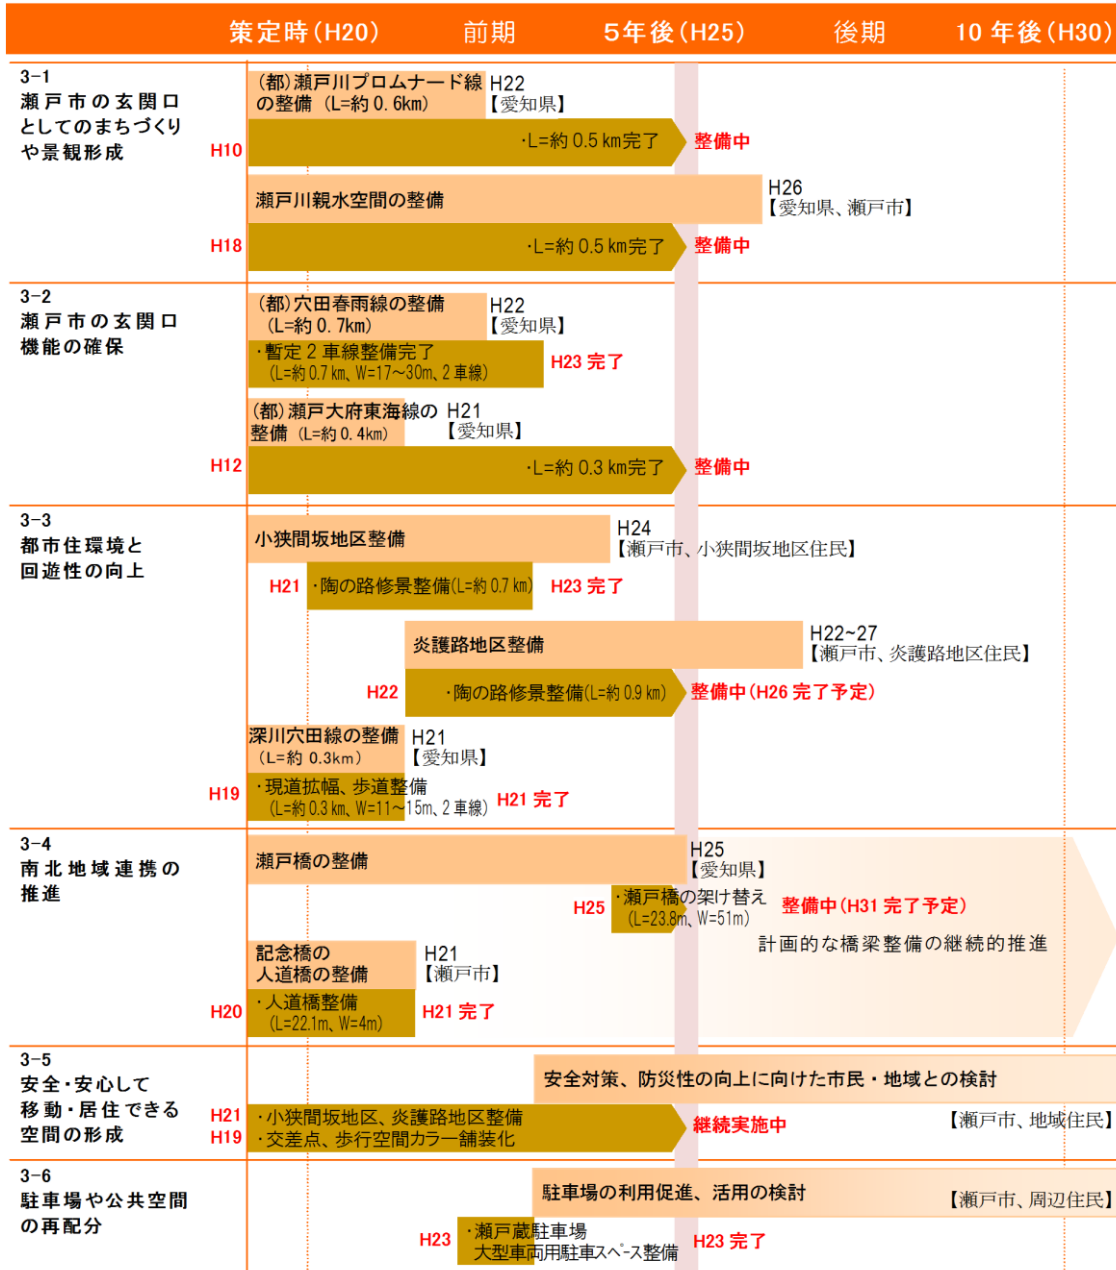 策定時(H20) 前期 5年後(H25) 後期 10年後(H30)
3-1
瀬戸市の玄関口
としてのまちづくり
や景観形成
(都)瀬戸川プロムナード線
の整備 (L=約0.6km)
H22
【愛知県】
H10
・L=約0.5㎞完了
整備中
瀬戸川親水空間の整備
H26
【愛知県、瀬戸市】
H18
・L=約0.5㎞完了
整備中
3-2
瀬戸市の玄関口
機能の確保
(都)穴田春雨線の整備
(L=約0.7km)
H22
【愛知県】
・暫定2車線整備完了
(L=約0.7㎞、W=17～30m、2車線)
H23完了
(都)瀬戸大府東海線の
整備 (L=約0.4km)
H21
【愛知県】
H12
・L=約0.3㎞完了
整備中
3-3
都市住環境と
回遊性の向上
小狭間坂地区整備
H24
【瀬戸市、小狭間坂地区住民】
H21
・陶の路修景整備(L=約0.7㎞)
H23完了
炎護路地区整備
H22~27
【瀬戸市、炎護路地区住民】
H22
・陶の路修景整備(L=約0.9㎞)
整備中(H26完了予定)
深川穴田線の整備
(L=約0.3km)
H21
【愛知県】
H19
・現道拡幅、歩道整備
(L=約0.3㎞、W=11～15m、2車線)
H21完了
3-4
南北地域連携の
推進
瀬戸橋の整備
H25
【愛知県】
H25
・瀬戸橋の架け替え
(L=23.8m、W=51m)
整備中(H31完了予定)
計画的な橋梁整備の継続的推進
記念橋の
人道橋の整備
H21
【瀬戸市】
H20
・人道橋整備
(L=22.1m、W=4m)
H21完了
3-5
安全・安心して
移動・居住できる
空間の形成
安全対策、防災性の向上に向けた市民・地域との検討
【瀬戸市、地域住民】
H21
・小狭間坂地区、炎護路地区整備
H19
・交差点、歩行空間カラー舗装化
継続実施中
3-6
駐車場や公共空間
の再配分
駐車場の利用促進、活用の検討
【瀬戸市、周辺住民】
H23
・瀬戸蔵駐車場
大型車両用駐車スペース整備
H23完了